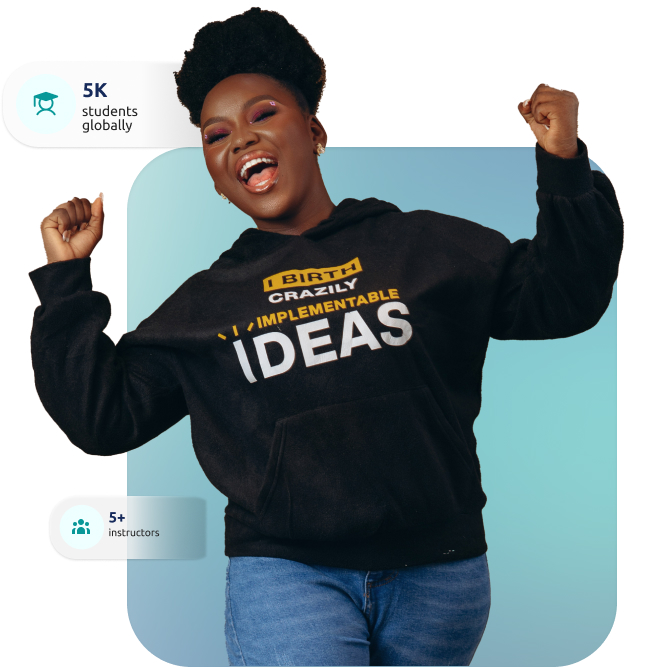 5K
students
globally
I BIRTH
CRAZILY
IMPLEMENTABLE
IDEAS
5+
instructors